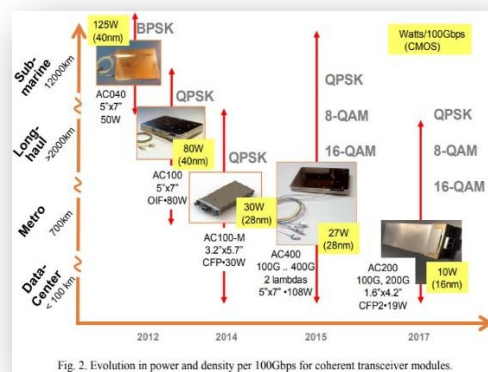 125W
(40nm)
BPSK
Watts/100Gbps
(CMOS)
Sub-
marine
12000km
AC040
5"x7"
50W
QPSK
QPSK
8-QAM
16-QAM
QPSK
8-QAM
16-QAM
Long-
haul
>2000km
80W
(40nm)
QPSK
AC100
5"x7"
OIF•80W
30W
(28nm)
27W
(28nm)
Metro
700km
AC100-M
3.2"x5.7"
CFP•30W
AC400
100G .. 400G
2 lambdas
5"x7" •108W
AC200
100G, 200G
1.6"x4.2"
CFP2•19W
10W
(16nm)
Data-
Center
< 100 km
2012
2014
2015
2017
Fig. 2. Evolution in power and density per 100Gbps for coherent transceiver modules.